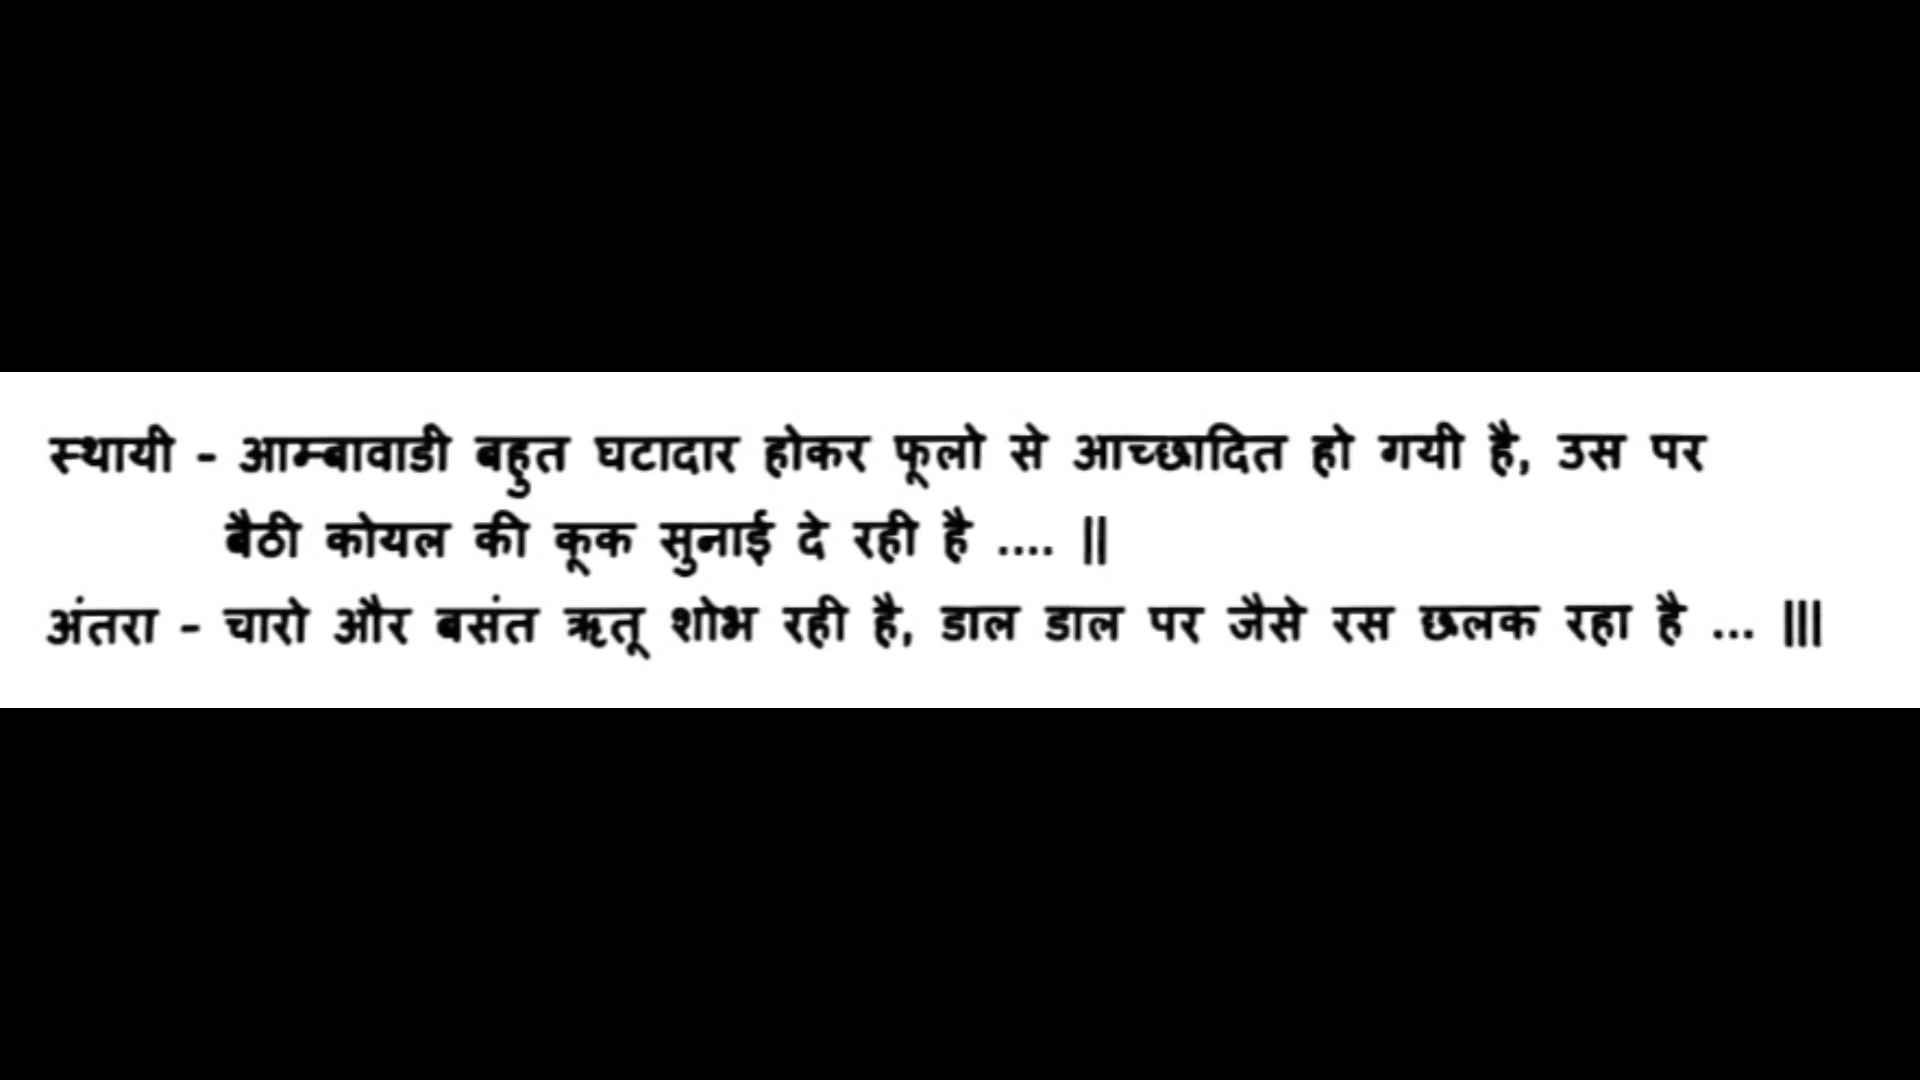 स्थायी - आम्बावाडी बहुत घटादार होकर फूलो से आच्छादित हो गयी है, उस पर
बैठी कोयल की कूक सुनाई दे रही है .... ||
अंतरा - चारो और बसंत ऋतू शोभ रही है, डाल डाल पर जैसे रस छलक रहा है ... |||